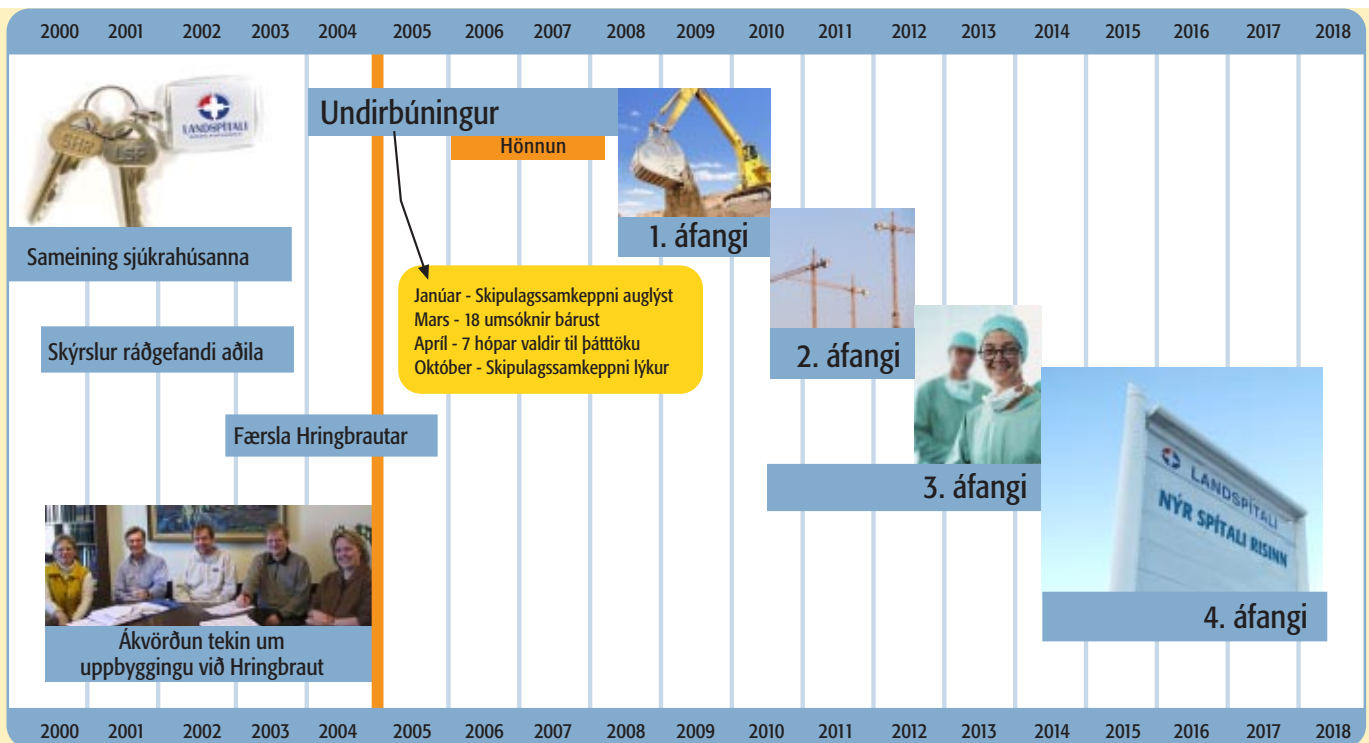 2000 2001 2002 2003 2004 2005 2006 2007 2008 2009 2010 2011 2012 2013 2014 2015 2016 2017 2018
SHR
LSP
LANDSPÍTALI
Undirbúningur
Hönnun
1. áfangi
Sameining sjúkrahúsanna
Janúar - Skipulagssamkeppni auglýst
Mars - 18 umsóknir bárust
Apríl - 7 hópar valdir til þátttöku
Október - Skipulagssamkeppni lýkur
Skýrslur ráðgefandi aðila
2. áfangi
Færsla Hringbrautar
3. áfangi
LANDSPÍTALI
NÝR SPÍTALI RISINN
4. áfangi
Ákvörðun tekin um
uppbyggingu við Hringbraut
2000 2001 2002 2003 2004 2005 2006 2007 2008 2009 2010 2011 2012 2013 2014 2015 2016 2017 2018